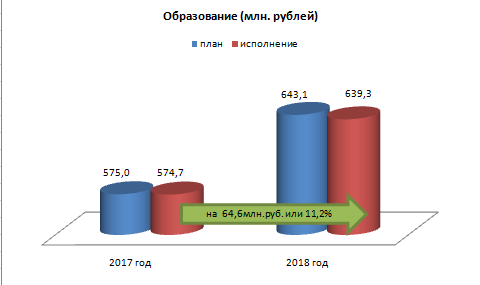 Образование (млн. рублей)
план исполнение
643,1 639,3
575,0 574,7
на 64,6млн.руб. или 11,2%
2017 год 2018 год